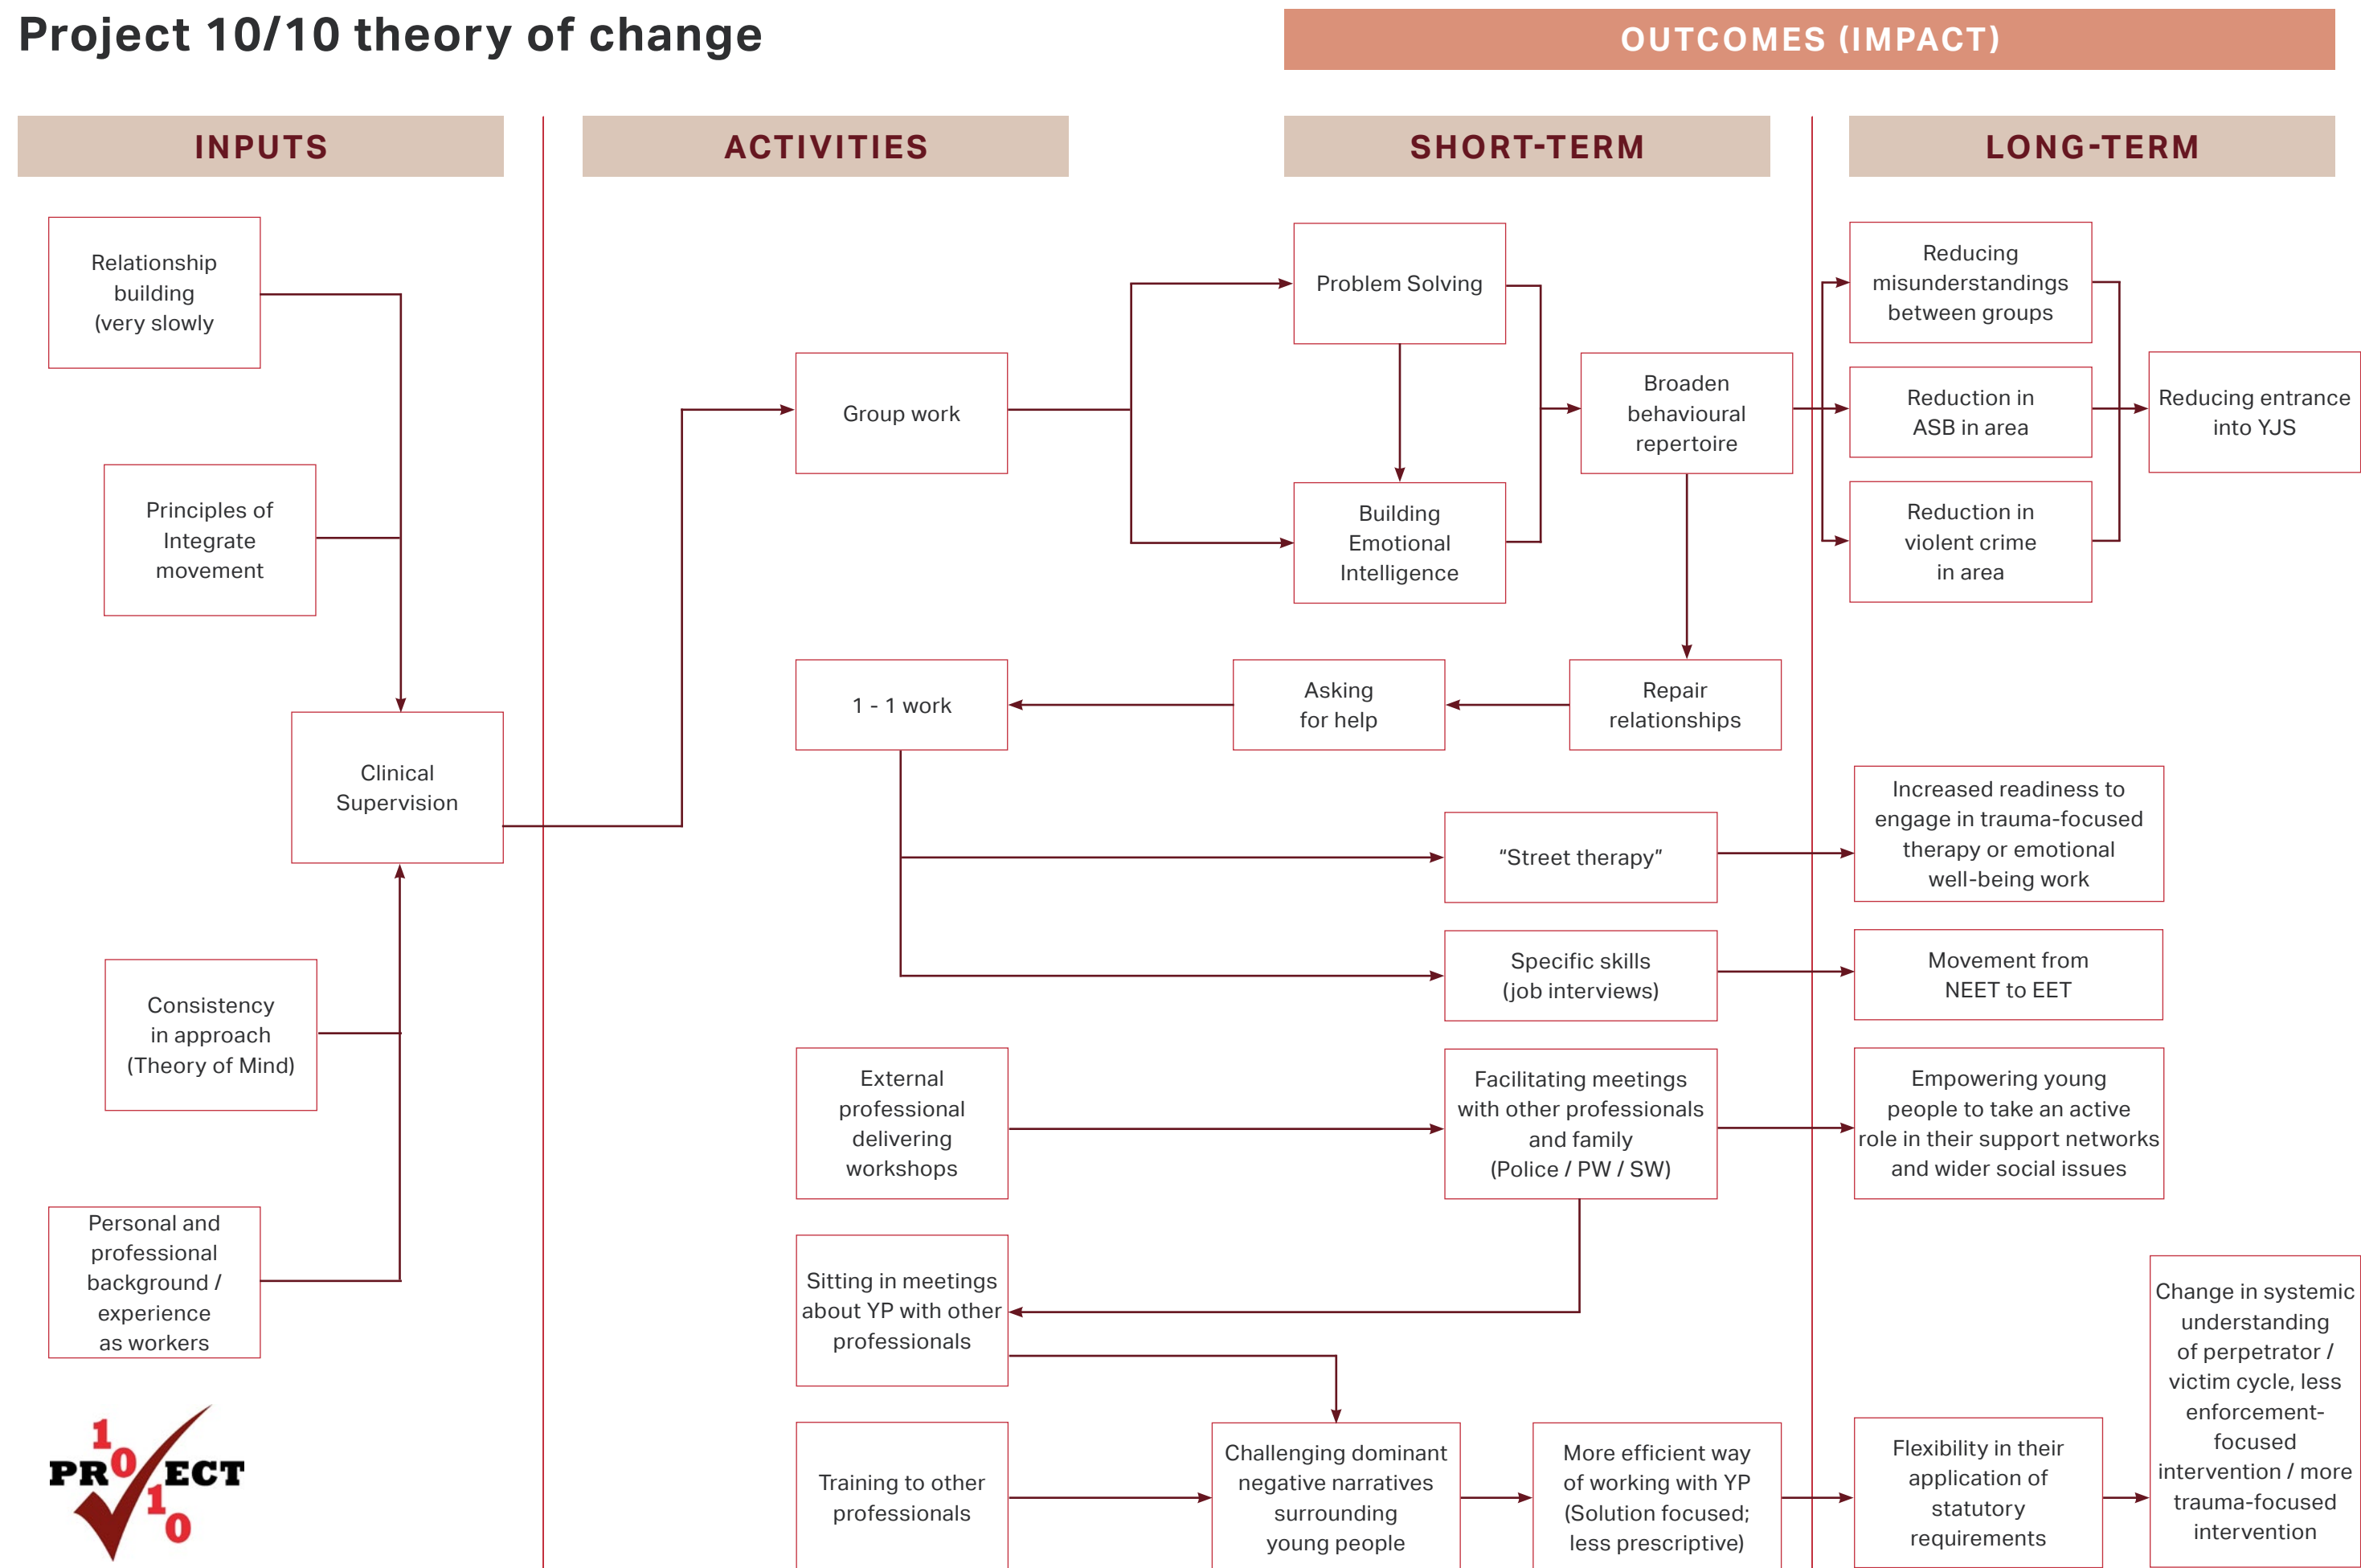 Project 10/10 theory of change
OUTCOMES (IMPACT)
INPUTS
ACTIVITIES
SHORT-TERM
LONG-TERM
Relationship
building
(very slowly
Principles of
Integrate
movement
Clinical
Supervision
Consistency
in approach
(Theory of Mind)
Personal and
professional
background /
experience
as workers
Group work
Problem Solving
Building
Emotional
Intelligence
Broaden
behavioural
repertoire
Reducing
misunderstandings
between groups
Reduction in
ASB in area
Reduction in
violent crime
in area
Reducing entrance
into YJS
1 - 1 work
Asking
for help
Repair
relationships
“Street therapy”
Increased readiness to
engage in trauma-focused
therapy or emotional
well-being work
Specific skills
(job interviews)
Movement from
NEET to EET
External
professional
delivering
workshops
Facilitating meetings
with other professionals
and family
(Police / PW / SW)
Empowering young
people to take an active
role in their support networks
and wider social issues
Sitting in meetings
about YP with other
professionals
Training to other
professionals
Challenging dominant
negative narratives
surrounding
young people
More efficient way
of working with YP
(Solution focused;
less prescriptive)
Flexibility in their
application of
statutory
requirements
Change in systemic
understanding
of perpetrator /
victim cycle, less
enforcement-
focused
intervention / more
trauma-focused
intervention
PROJECT
10
10